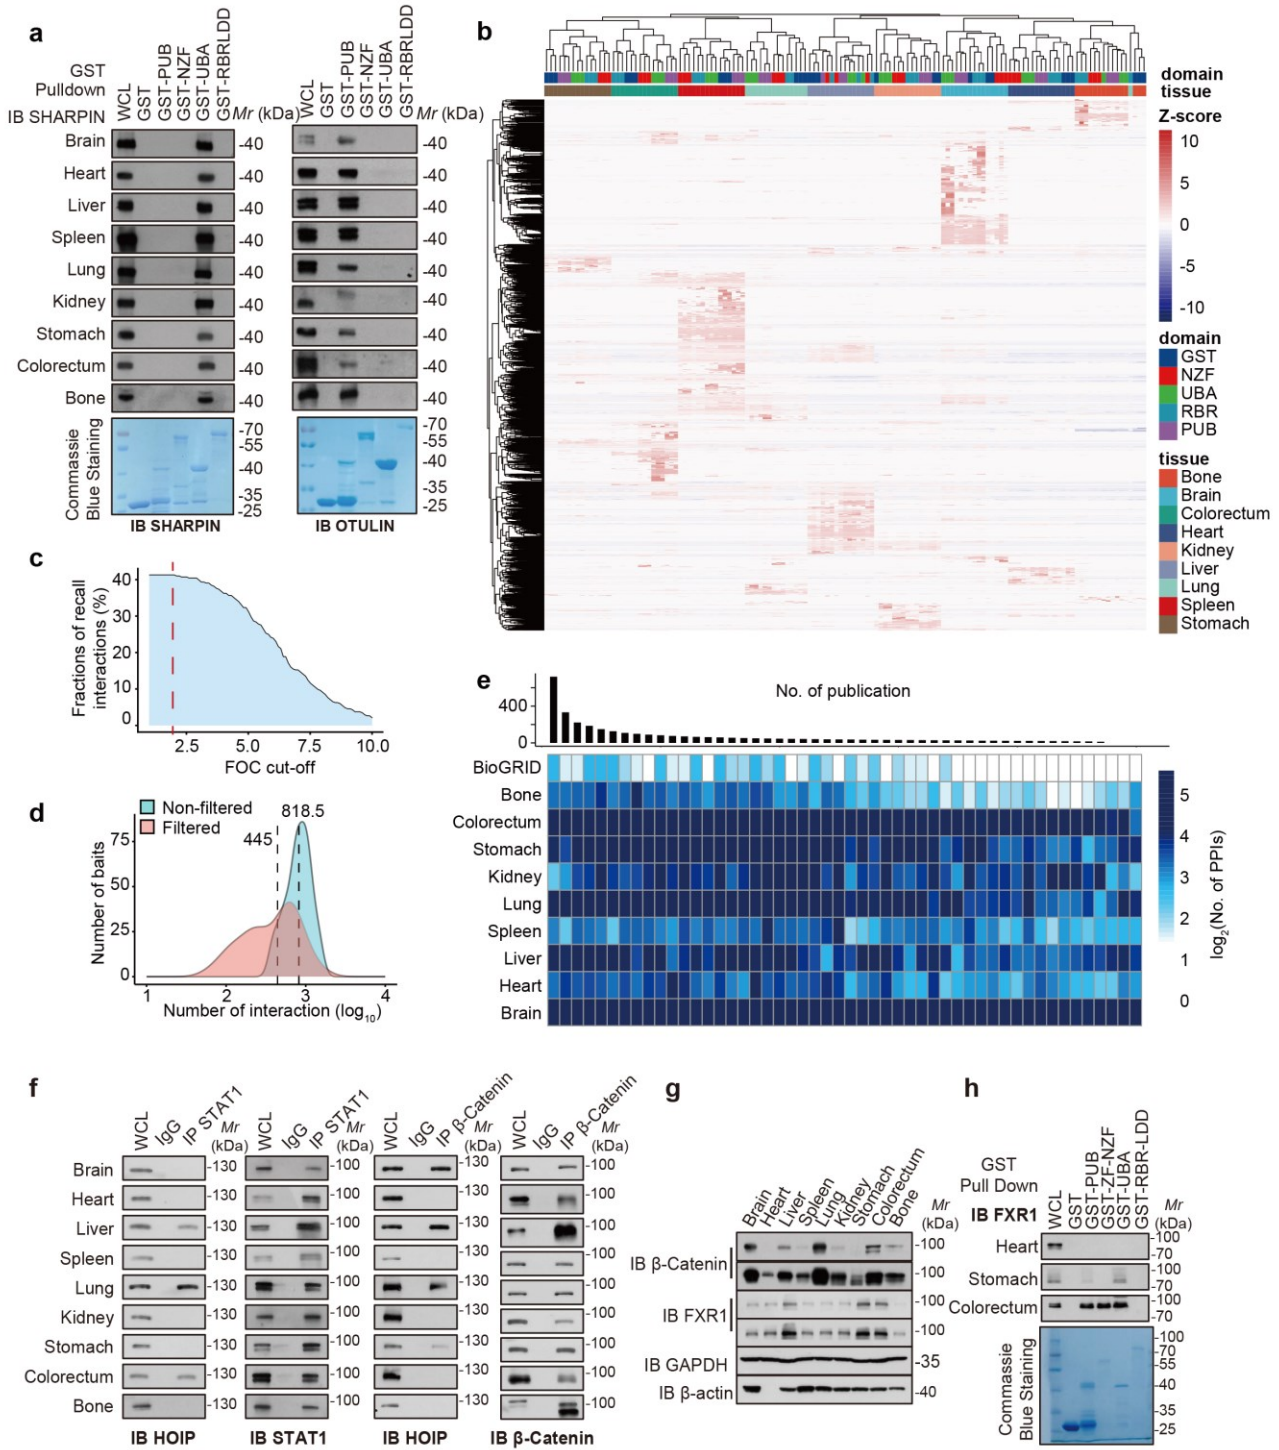 a
GST
Pulldown
IB SHARPIN
WCL
GST
GST-PUB
GST-NZF
GST-UBA
GST-RBRLDD
Mr (kDa)
WCL
GST
GST-PUB
GST-NZF
GST-UBA
GST-RBRLDD
Mr (kDa)
Brain
-40
-40
Heart
-40
-40
Liver
-40
-40
Spleen
-40
-40
Lung
-40
-40
Kidney
-40
-40
Stomach
-40
-40
Colorectum
-40
-40
Bone
-40
-40
Commassie
Blue Staining
-70
-55
-40
-35
-25
-70
-55
-40
-35
-25
IB SHARPIN
IB OTULIN
b
domain
tissue
Z-score
10
5
0
-5
-10
domain
GST
NZF
UBA
RBR
PUB
tissue
Bone
Brain
Colorectum
Heart
Kidney
Liver
Lung
Spleen
Stomach
c
Fractions of recall
interactions (%)
40
30
20
10
0
2.5
5.0
7.5
10.0
FOC cut-off
d
Non-filtered
Filtered
818.5
445
Number of baits
75
50
25
0
1
2
3
4
Number of interaction (log10)
e
No. of publication
400
0
BioGRID
Bone
Colorectum
Stomach
Kidney
Lung
Spleen
Liver
Heart
Brain
5
4
3
2
1
0
log2(No. of PPIs)
f
WCL
IgG
IP STAT1
Mr
(kDa)
WCL
IgG
IP STAT1
Mr
(kDa)
WCL
IgG
IP β-Catenin
Mr
(kDa)
WCL
IgG
IP β-Catenin
Mr
(kDa)
Brain
-130
-100
-130
-100
Heart
-130
-100
-130
-100
Liver
-130
-100
-130
-100
Spleen
-130
-100
-130
-100
Lung
-130
-100
-130
-100
Kidney
-130
-100
-130
-100
Stomach
-130
-100
-130
-100
Colorectum
-130
-100
-130
-100
Bone
-130
-100
-130
-100
IB HOIP
IB STAT1
IB HOIP
IB β-Catenin
g
Brain
Heart
Liver
Spleen
Lung
Kidney
Stomach
Colorectum
Bone
Mr
(kDa)
IB β-Catenin
-100
-100
IB FXR1
-100
-100
IB GAPDH
-35
IB β-actin
-40
h
GST
Pull Down
IB FXR1
WCL
GST
GST-PUB
GST-ZF-NZF
GST-UBA
GST-RBR-LDD
Mr
(kDa)
Heart
-100
-70
Stomach
-100
-70
Colorectum
-100
-70
Commassie
Blue Staining
-100
-70
-55
-40
-35
-25